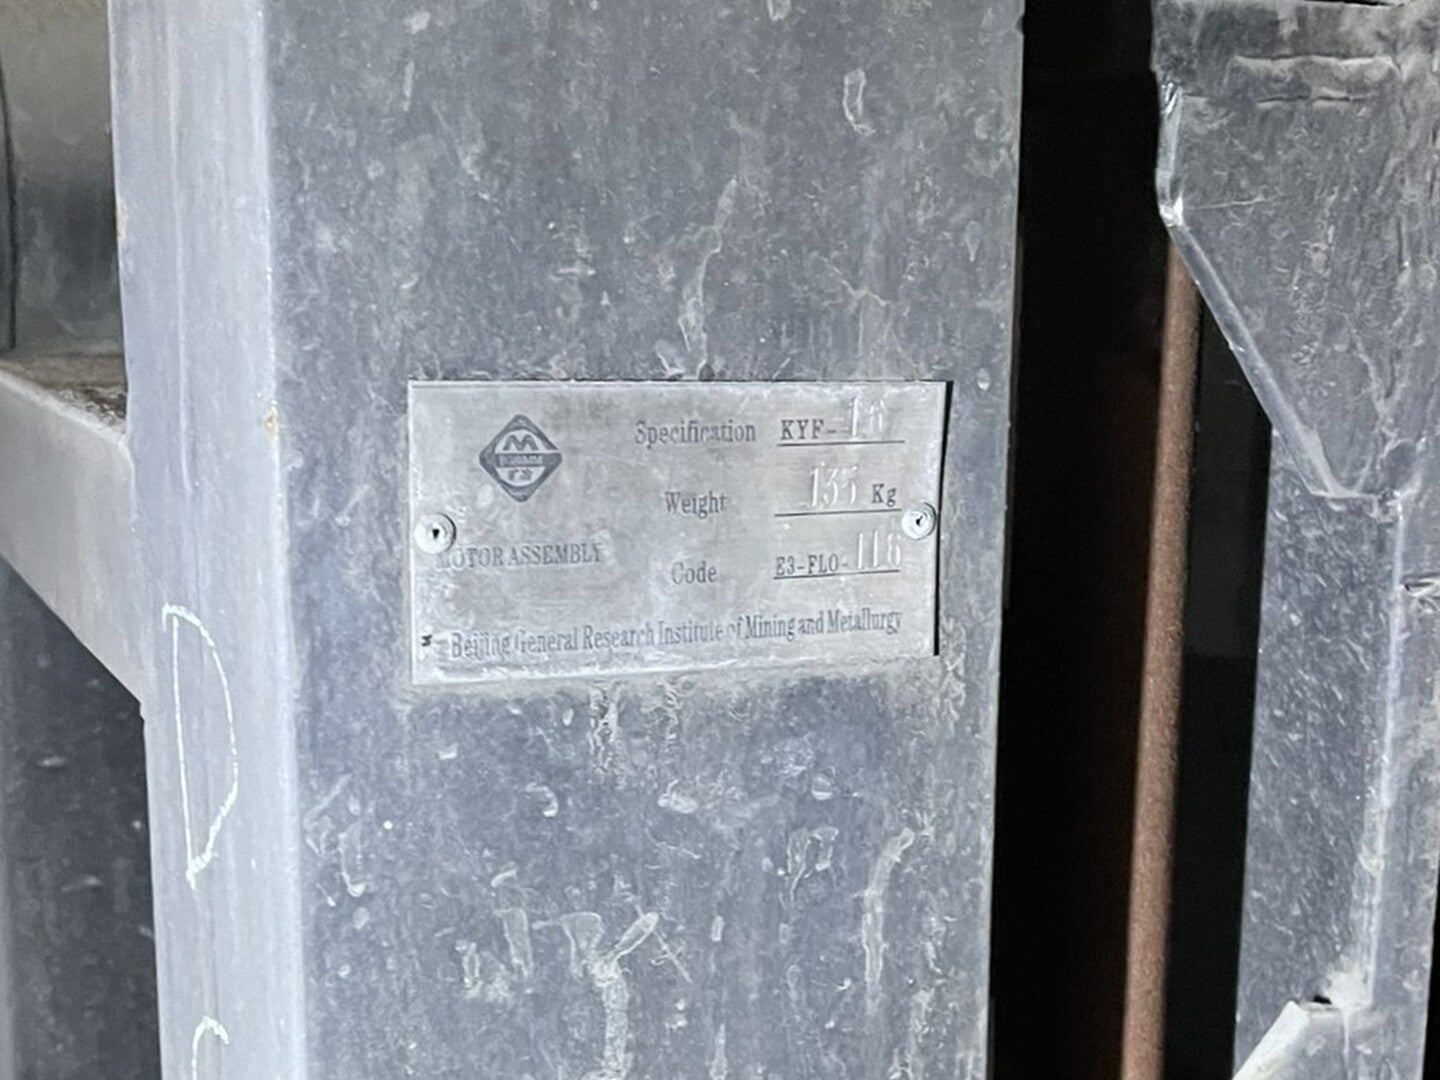 BGRIMM
Specification KYF-16
Weight 135 Kg
MOTOR ASSEMBLY
Code E3-FLO-116
Beijing General Research Institute of Mining and Metallurgy
D